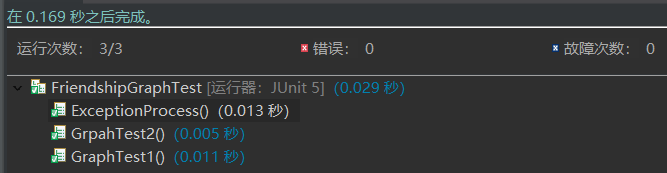 在 0.169 秒之后完成。
运行次数： 3/3 错误： 0 故障次数： 0
FriendshipGraphTest [运行器：JUnit 5] (0.029 秒)
ExceptionProcess() (0.013 秒)
GrpahTest2() (0.005 秒)
GraphTest1() (0.011 秒)